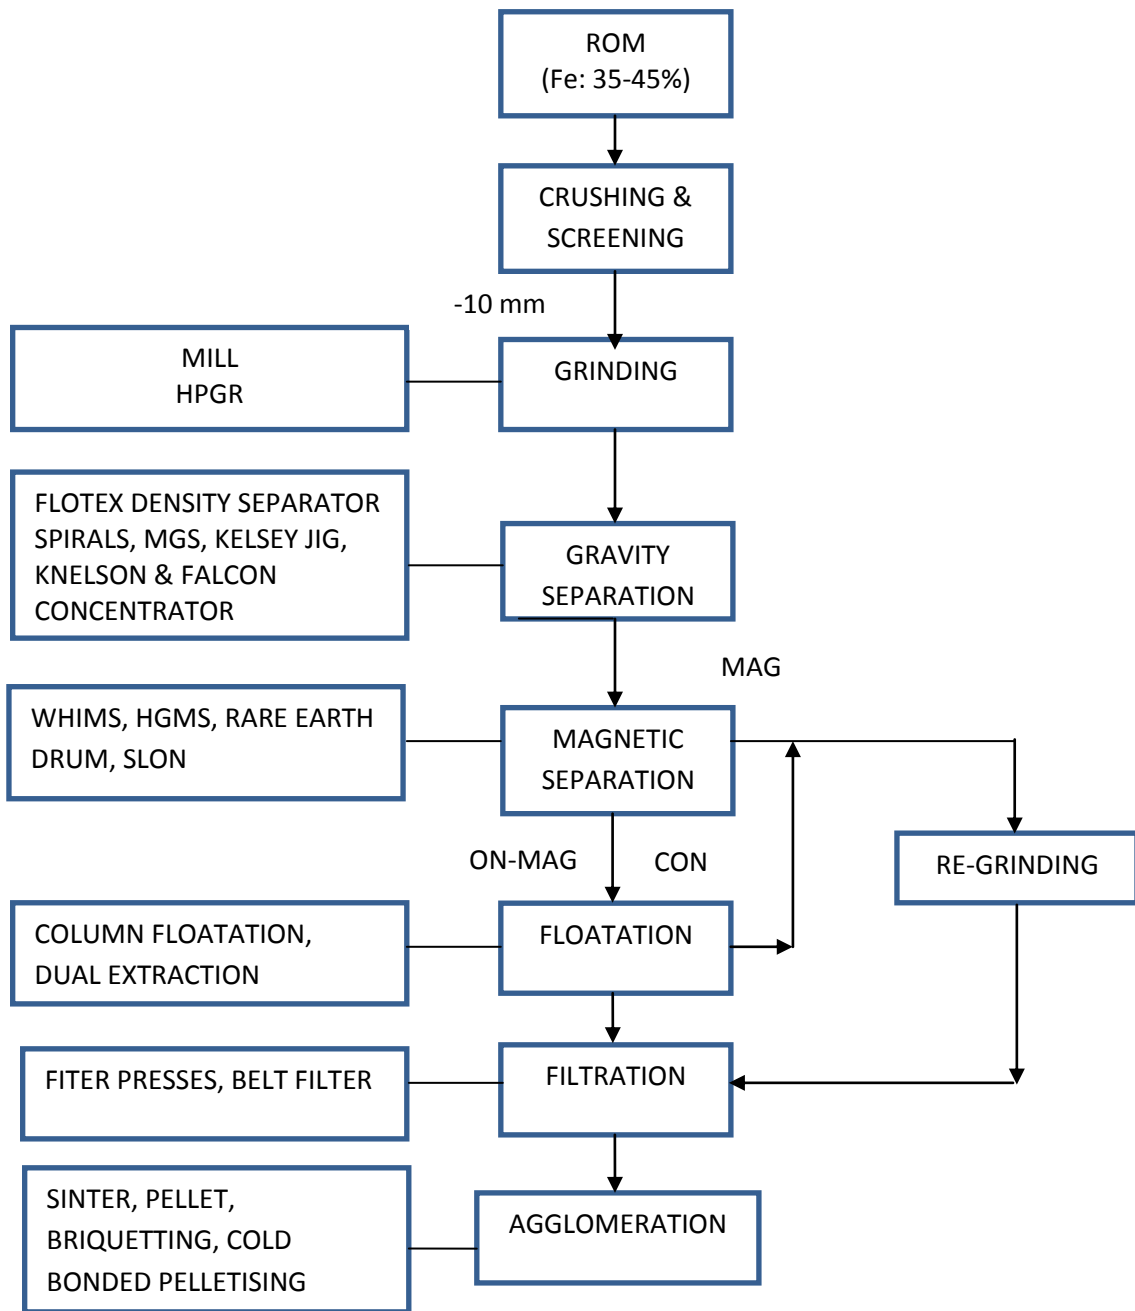 ROM
(Fe: 35-45%)
CRUSHING &
SCREENING
-10 mm
MILL
HPGR
GRINDING
FLOTEX DENSITY SEPARATOR
SPIRALS, MGS, KELSEY JIG,
KNELSON & FALCON
CONCENTRATOR
GRAVITY
SEPARATION
MAG
WHIMS, HGMS, RARE EARTH
DRUM, SLON
MAGNETIC
SEPARATION
ON-MAG
CON
RE-GRINDING
COLUMN FLOATATION,
DUAL EXTRACTION
FLOATATION
FITER PRESSES, BELT FILTER
FILTRATION
SINTER, PELLET,
BRIQUETTING, COLD
BONDED PELLETISING
AGGLOMERATION